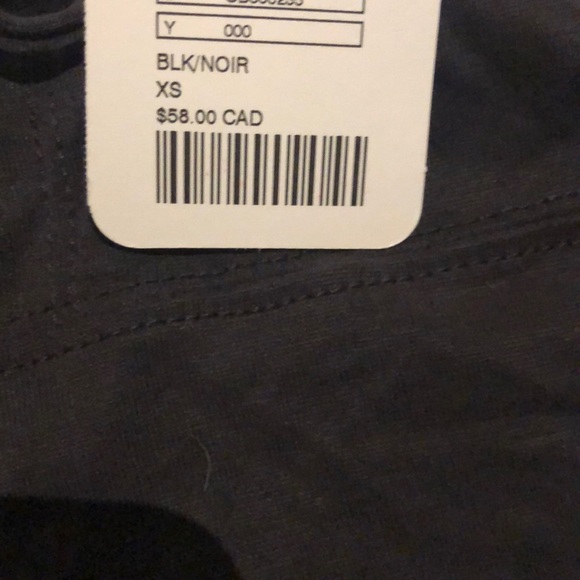 Y 000
BLK/NOIR
XS
$58.00 CAD